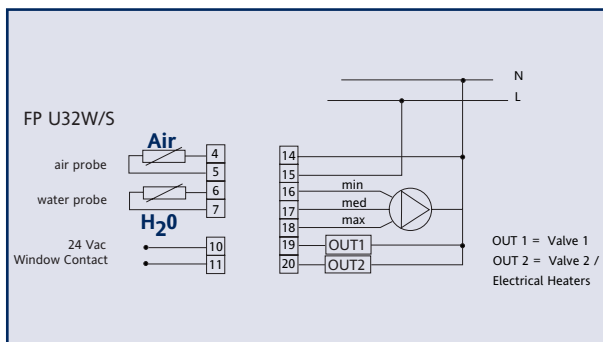 N
L
FP U32W/S
Air
air probe
4
5
water probe
6
7
H20
24 Vac
Window Contact
10
11
14
15
16
17
18
19
20
min
med
max
OUT1
OUT2
OUT 1 = Valve 1
OUT 2 = Valve 2 /
Electrical Heaters